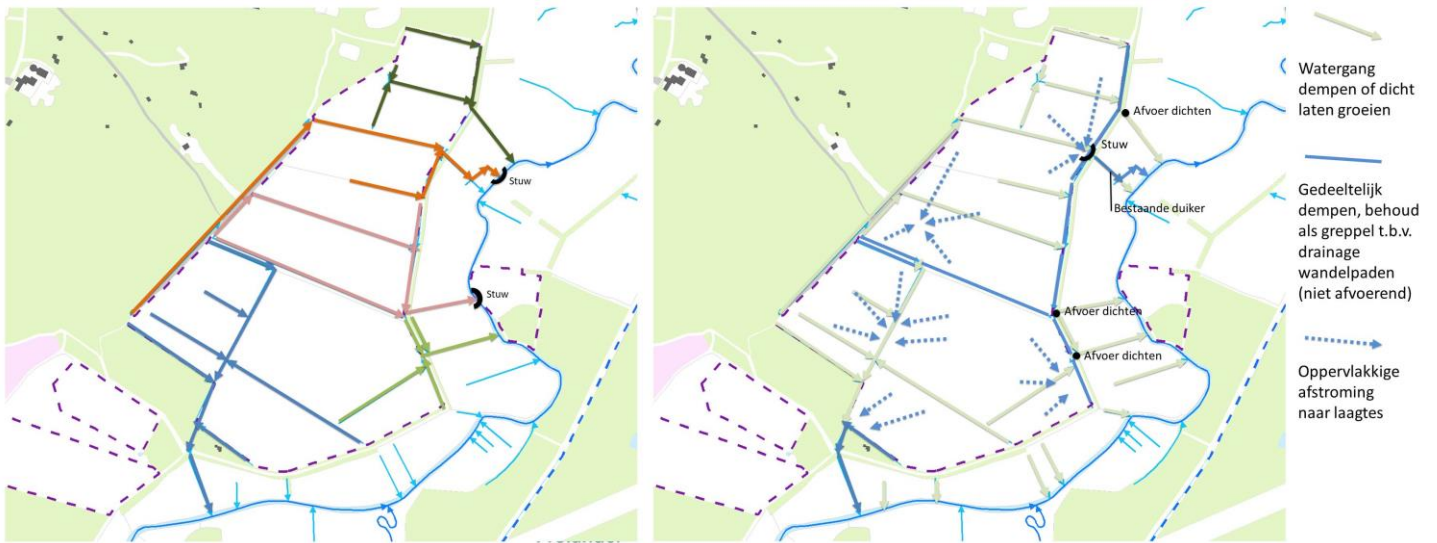 Stuw
Stuw
Afvoer dichten
Stuw
Bestaande duiker
Afvoer dichten
Afvoer dichten
Watergang
dempen of dicht
laten groeien
Gedeeltelijk
dempen, behoud
als greppel t.b.v.
drainage
wandelpaden
(niet afvoerend)
Oppervlakkige
afstroming
naar laagtes